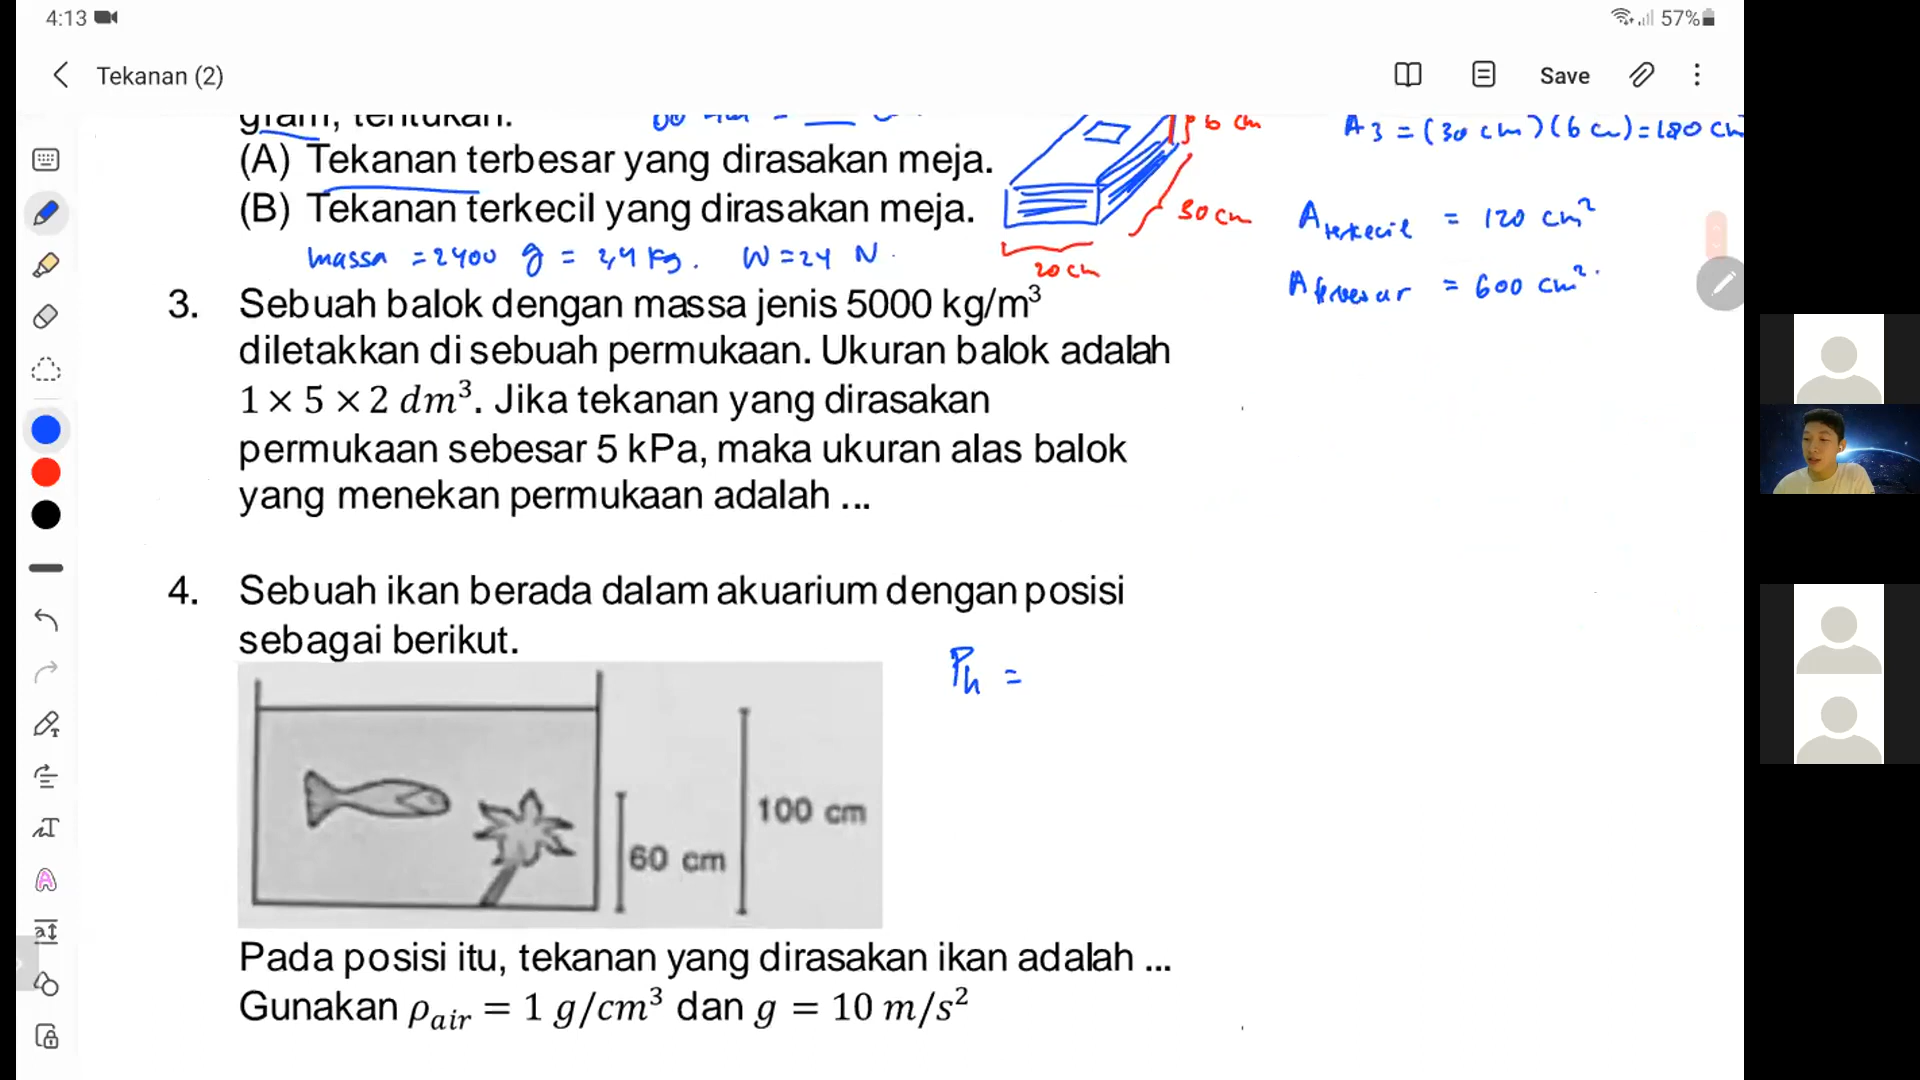 4:13
57%
Tekanan (2)
Save
gram, tentukan:
6 cm
A3 = (30 cm)(6 cm) = 180 cm
(A) Tekanan terbesar yang dirasakan meja.
(B) Tekanan terkecil yang dirasakan meja.
30 cm
A terkecil = 120 cm²
massa = 2400 g = 2,4 kg. W = 24 N.
20 cm
A terbesar = 600 cm².
3. Sebuah balok dengan massa jenis 5000 kg/m³
diletakkan di sebuah permukaan. Ukuran balok adalah
1 × 5 × 2 dm³. Jika tekanan yang dirasakan
permukaan sebesar 5 kPa, maka ukuran alas balok
yang menekan permukaan adalah ...
4. Sebuah ikan berada dalam akuarium dengan posisi
sebagai berikut.
Ph =
100 cm
60 cm
Pada posisi itu, tekanan yang dirasakan ikan adalah ...
Gunakan ρair = 1 g/cm³ dan g = 10 m/s²